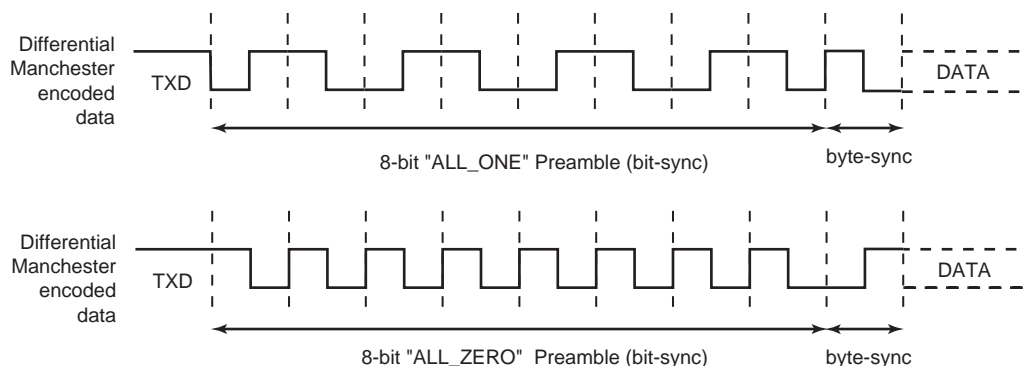 Differential
Manchester
encoded
data
TXD
DATA
8-bit "ALL_ONE" Preamble (bit-sync)
byte-sync
Differential
Manchester
encoded
data
TXD
DATA
8-bit "ALL_ZERO" Preamble (bit-sync)
byte-sync